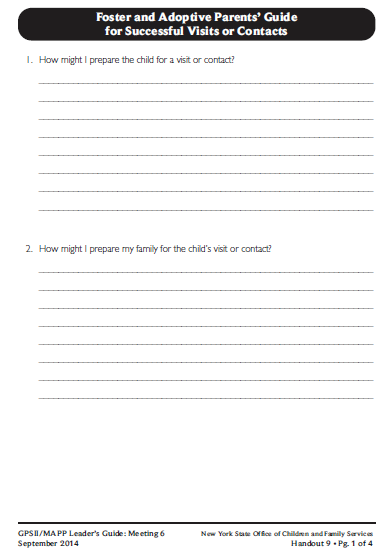 Foster and Adoptive Parents' Guide
for Successful Visits or Contacts
1. How might I prepare the child for a visit or contact?
2. How might I prepare my family for the child's visit or contact?
GPSII/MAPP Leader's Guide: Meeting 6
New York State Office of Children and Family Services
September 2014
Handout 9 • Pg. 1 of 4